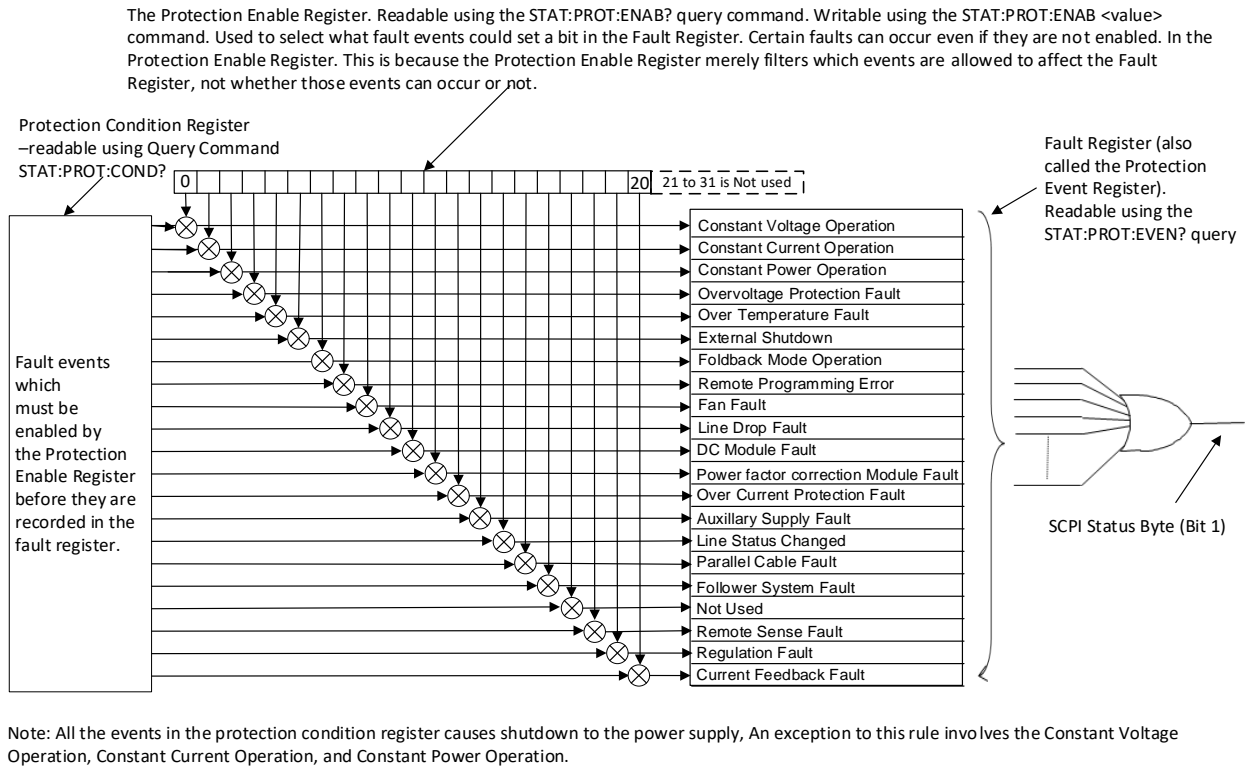 The Protection Enable Register. Readable using the STAT:PROT:ENAB? query command. Writable using the STAT:PROT:ENAB <value>
command. Used to select what fault events could set a bit in the Fault Register. Certain faults can occur even if they are not enabled. In the
Protection Enable Register. This is because the Protection Enable Register merely filters which events are allowed to affect the Fault
Register, not whether those events can occur or not.
Protection Condition Register
–readable using Query Command
STAT:PROT:COND?
0
20
21 to 31 is Not used
Fault Register (also
called the Protection
Event Register).
Readable using the
STAT:PROT:EVEN? query
Fault events
which
must be
enabled by
the Protection
Enable Register
before they are
recorded in the
fault register.
Constant Voltage Operation
Constant Current Operation
Constant Power Operation
Overvoltage Protection Fault
Over Temperature Fault
External Shutdown
Foldback Mode Operation
Remote Programming Error
Fan Fault
Line Drop Fault
DC Module Fault
Power factor correction Module Fault
Over Current Protection Fault
Auxillary Supply Fault
Line Status Changed
Parallel Cable Fault
Follower System Fault
Not Used
Remote Sense Fault
Regulation Fault
Current Feedback Fault
SCPI Status Byte (Bit 1)
Note: All the events in the protection condition register causes shutdown to the power supply, An exception to this rule involves the Constant Voltage
Operation, Constant Current Operation, and Constant Power Operation.